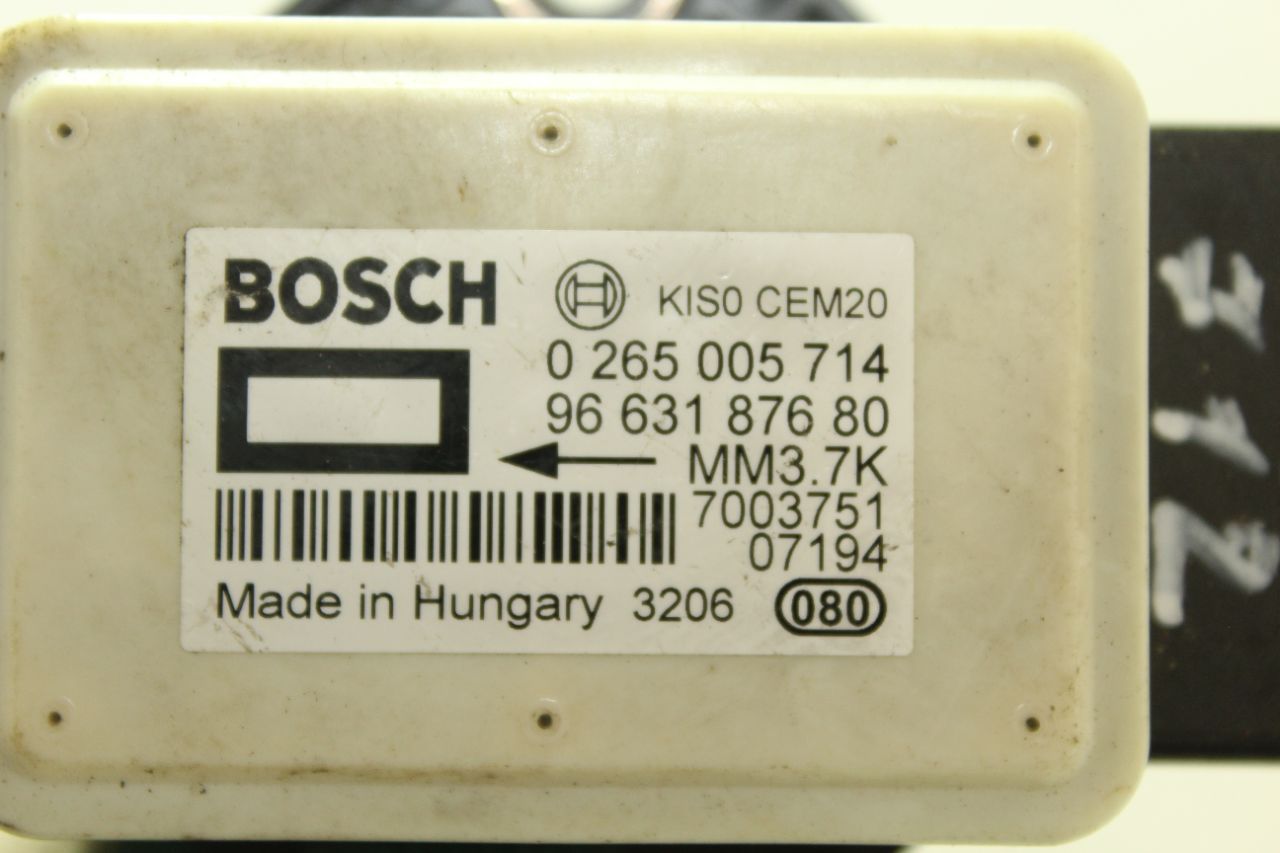 BOSCH KIS0 CEM20
0 265 005 714
96 631 876 80
MM3.7K
7003751
07194
Made in Hungary 3206 080
312